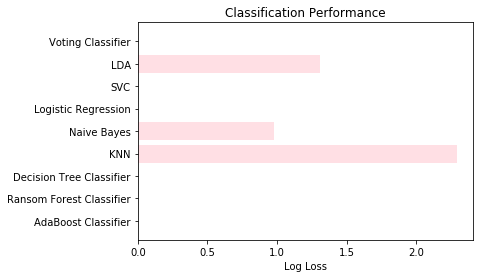 Classification Performance
Voting Classifier
LDA
SVC
Logistic Regression
Naive Bayes
KNN
Decision Tree Classifier
Ransom Forest Classifier
AdaBoost Classifier
0.0 0.5 1.0 1.5 2.0
Log Loss